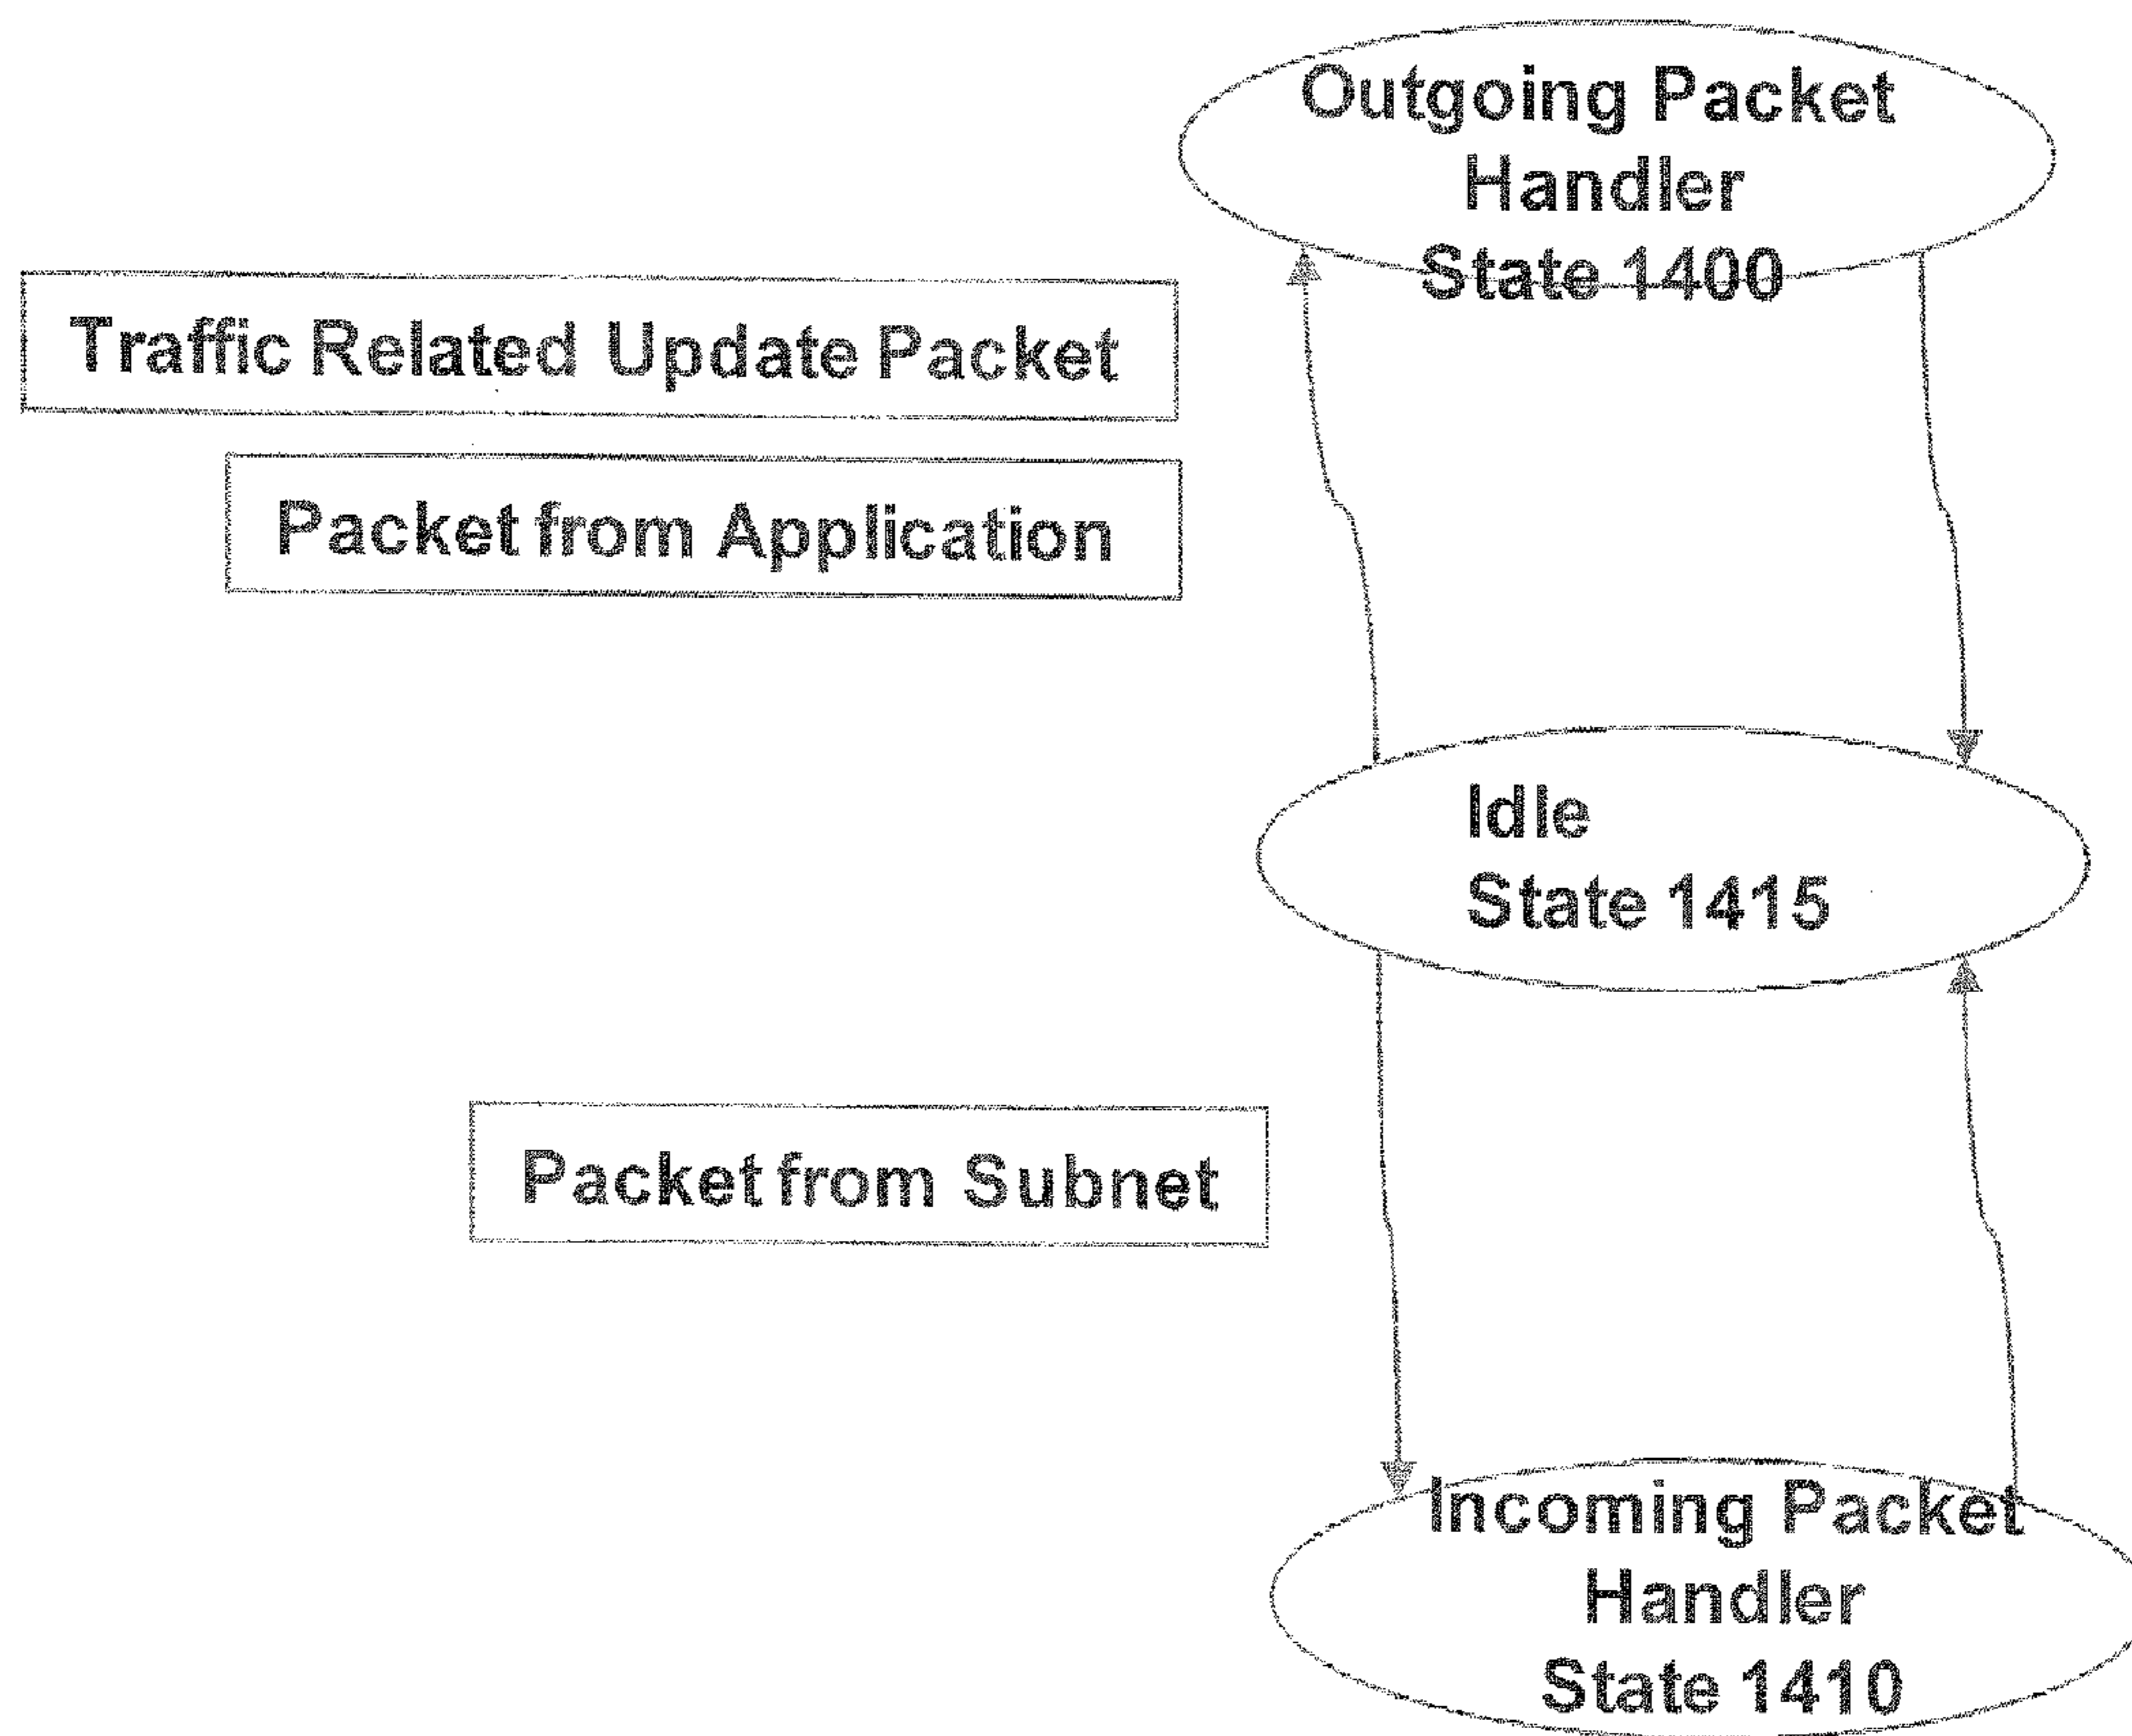 Outgoing Packet
Handler
State 1400
Traffic Related Update Packet
Packet from Application
Idle
State 1415
Packet from Subnet
Incoming Packet
Handler
State 1410